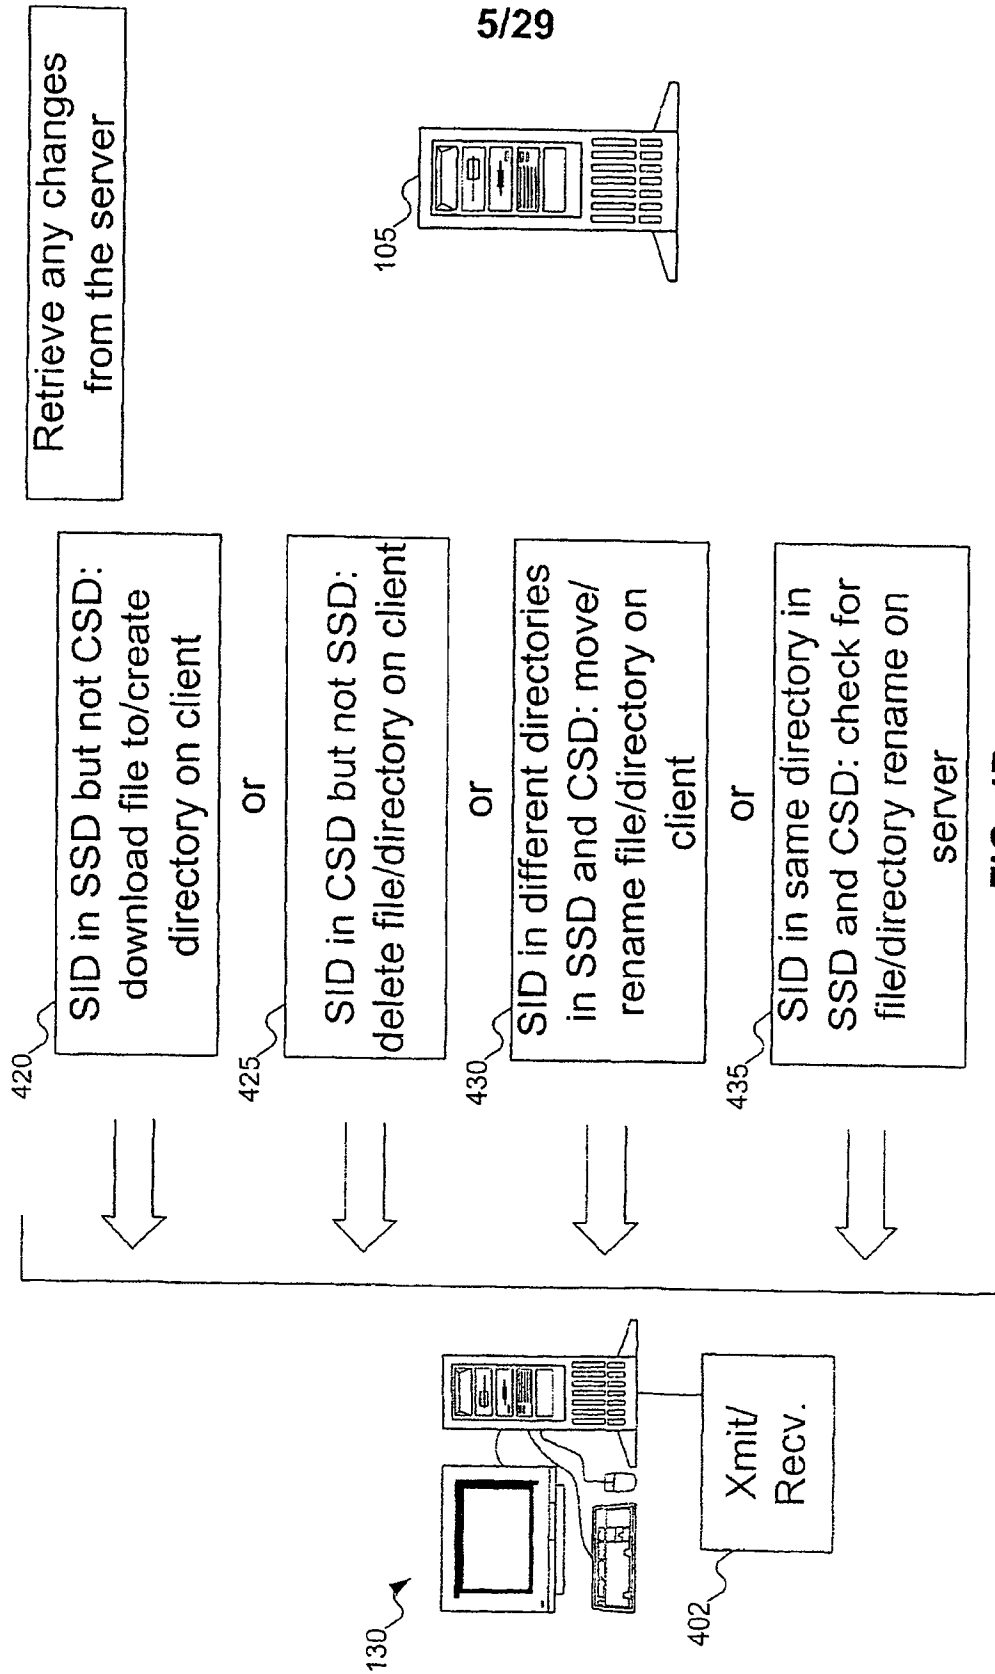 5/29
Retrieve any changes
from the server
105
420
SID in SSD but not CSD:
download file to/create
directory on client
or
425
SID in CSD but not SSD:
delete file/directory on client
or
430
SID in different directories
in SSD and CSD: move/
rename file/directory on
client
or
435
SID in same directory in
SSD and CSD: check for
file/directory rename on
server
130
402
Xmit/
Recv.